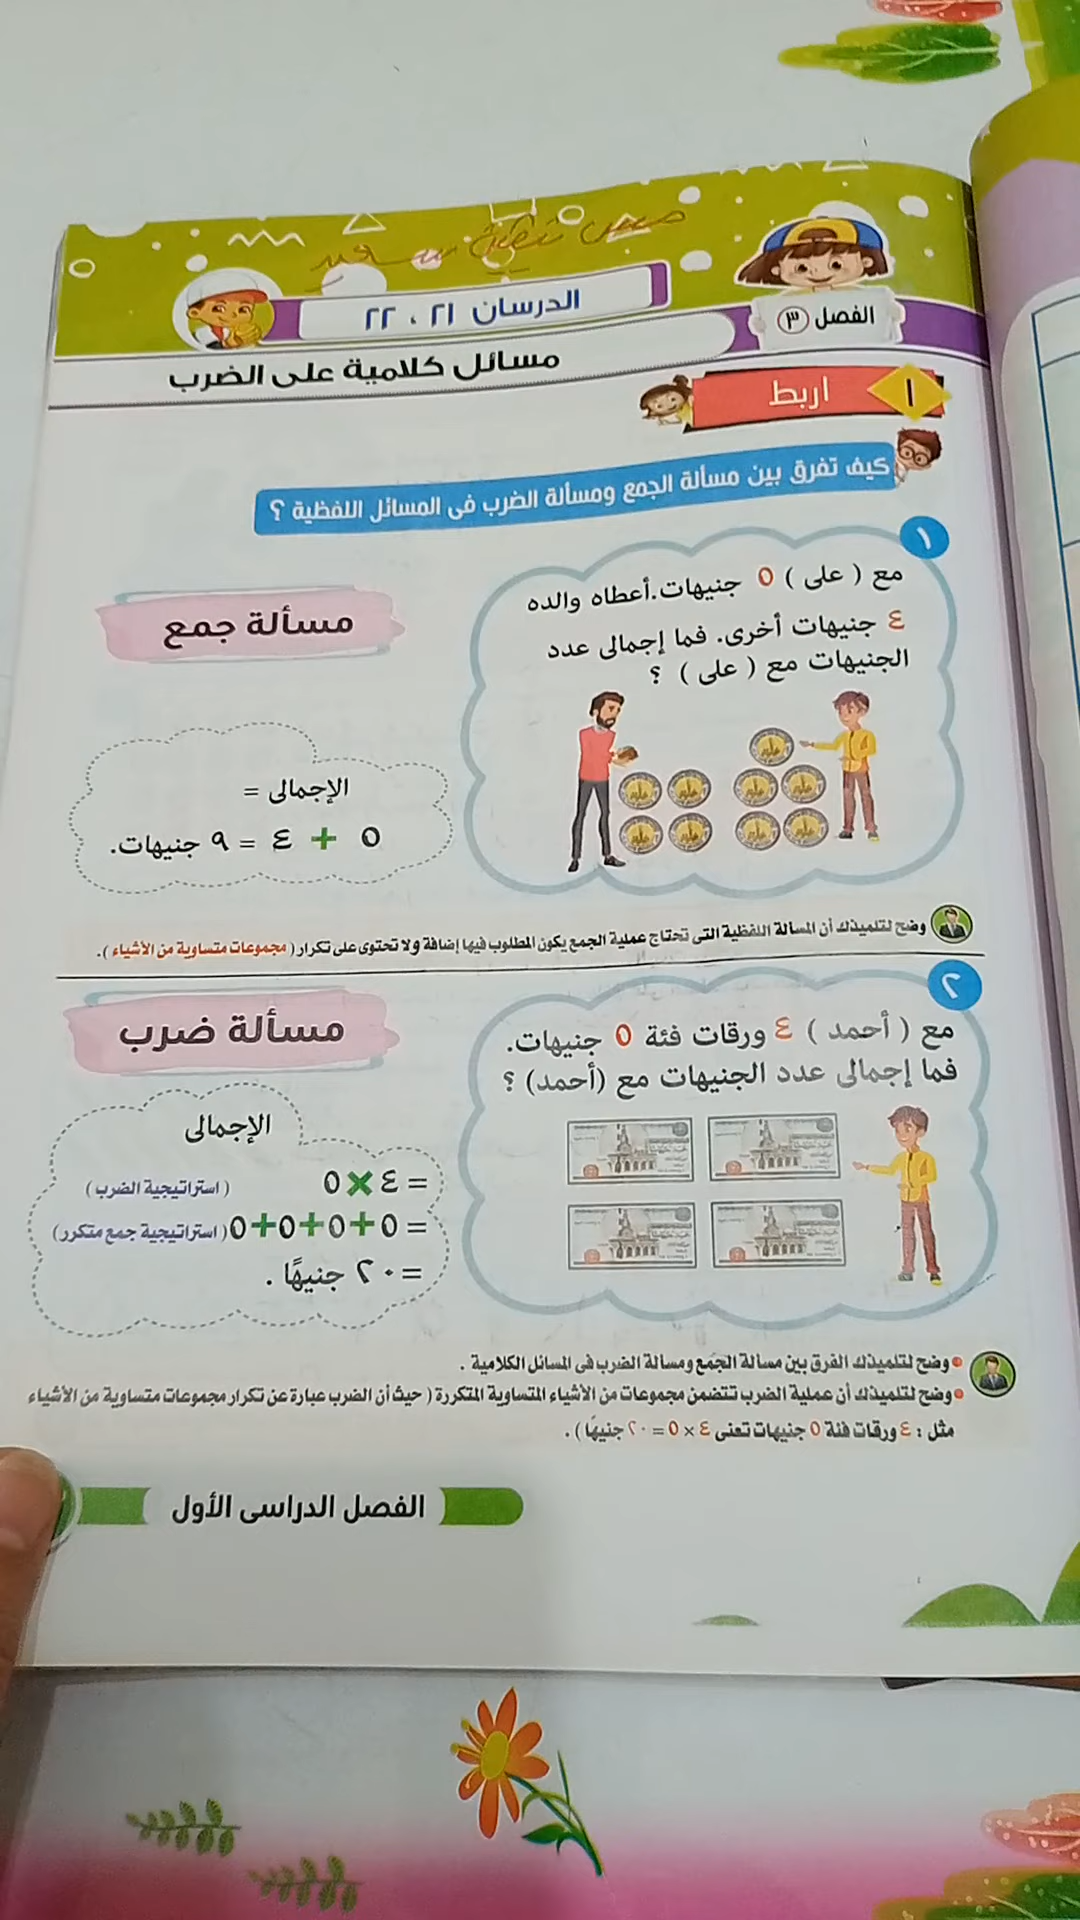 الفصل ٣
الدرسان ٢١ ، ٢٢
مسائل كلامية على الضرب
١ اربط
كيف تفرق بين مسألة الجمع ومسألة الضرب فى المسائل اللفظية ؟
١
مع ( على ) ٥ جنيهات. أعطاه والده
٤ جنيهات أخرى. فما إجمالى عدد
الجنيهات مع ( على ) ؟
مسألة جمع
الإجمالى =
٥ + ٤ = ٩ جنيهات.
وضح لتلميذك أن المسالة اللفظية التى تحتاج عملية الجمع يكون المطلوب فيها إضافة ولا تحتوى على تكرار ( مجموعات متساوية من الأشياء ).
٢
مع ( أحمد ) ٤ ورقات فئة ٥ جنيهات.
فما إجمالى عدد الجنيهات مع (أحمد) ؟
مسألة ضرب
الإجمالى
= ٤ × ٥ ( استراتيجية الضرب )
= ٥+٥+٥+٥ ( استراتيجية جمع متكرر)
= ٢٠ جنيهًا .
• وضح لتلميذك الفرق بين مسالة الجمع ومسالة الضرب فى المسائل الكلامية .
• وضح لتلميذك أن عملية الضرب تتضمن مجموعات من الأشياء المتساوية المتكررة ( حيث أن الضرب عبارة عن تكرار مجموعات متساوية من الأشياء
مثل : ٤ ورقات فئة ٥ جنيهات تعنى ٤ × ٥ = ٢٠ جنيهًا ) .
الفصل الدراسى الأول